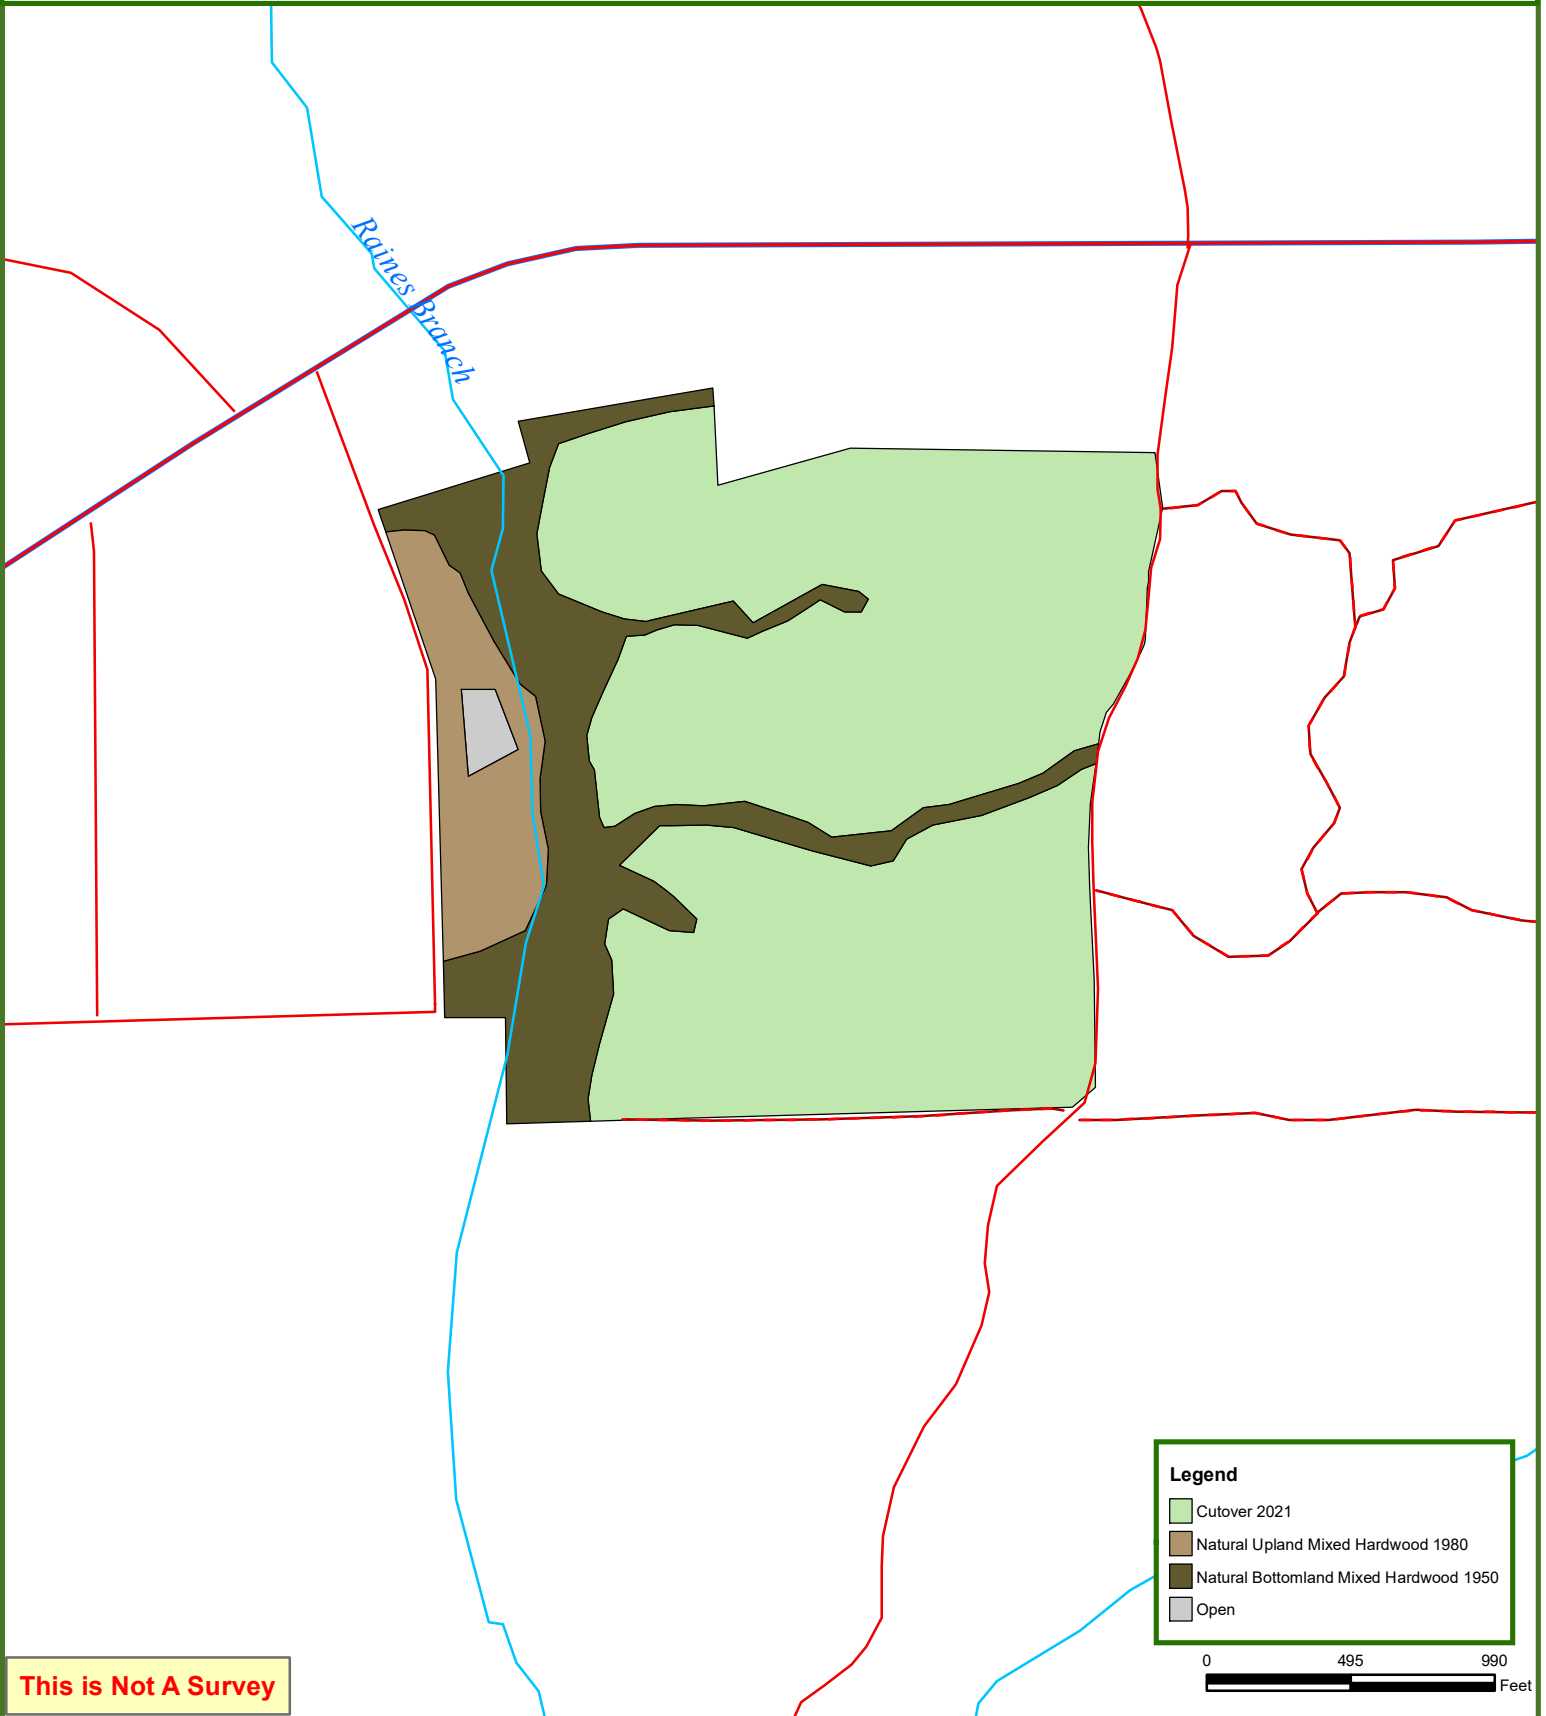 Raines Branch
Legend
Cutover 2021
Natural Upland Mixed Hardwood 1980
Natural Bottomland Mixed Hardwood 1950
Open
0 495 990
Feet
This is Not A Survey